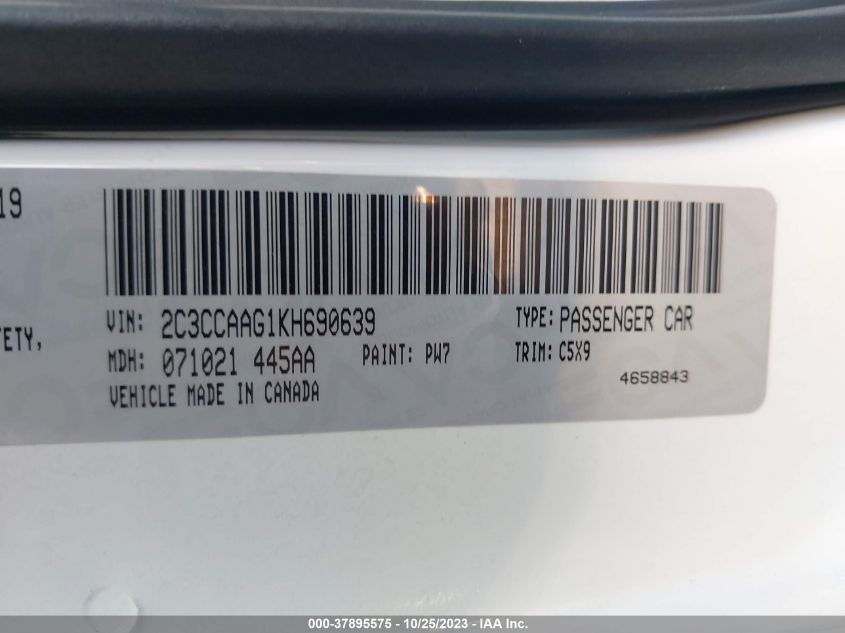 19
ETY,
VIN: 2C3CCAAG1KH690639 TYPE: PASSENGER CAR
MDH: 071021 445AA PAINT: PW7 TRIM: C5X9
VEHICLE MADE IN CANADA 4658843
000-37895575 - 10/25/2023 - IAA Inc.